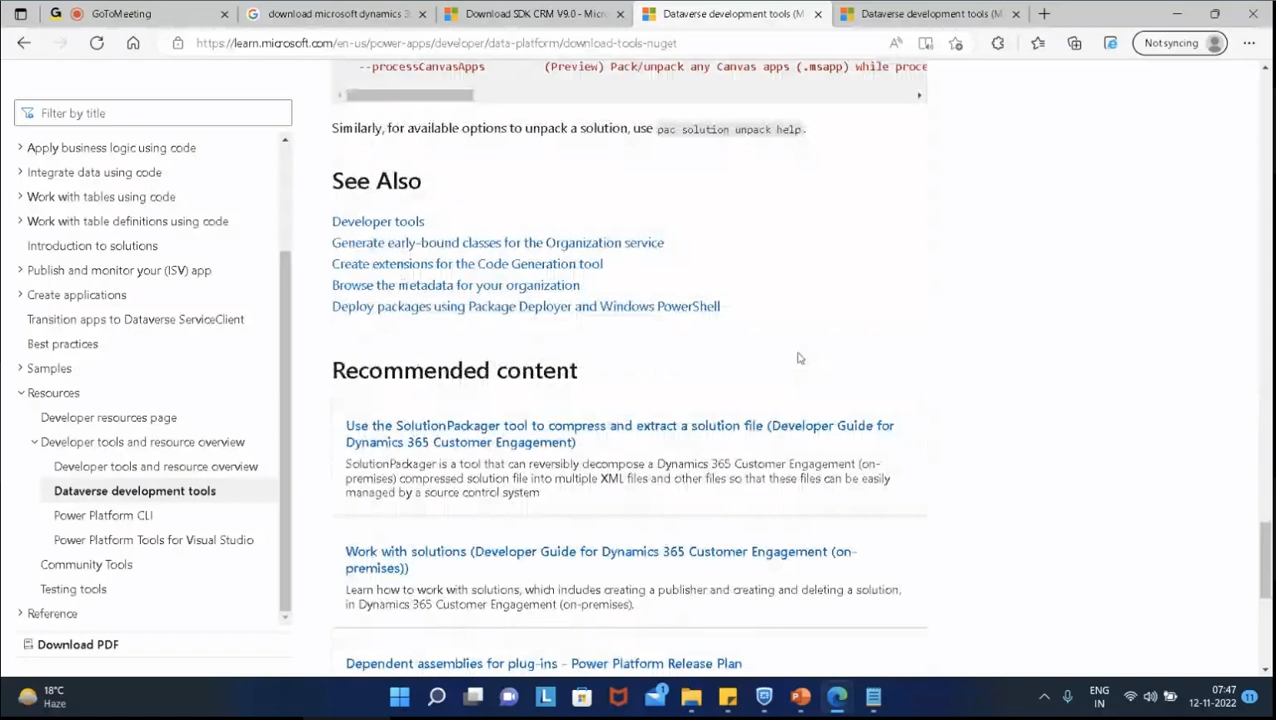 GoToMeeting
download microsoft dynamics 3
Download SDK CRM V9.0 - Micro
Dataverse development tools (M
Dataverse development tools (M
https://learn.microsoft.com/en-us/power-apps/developer/data-platform/download-tools-nuget
Not syncing
--processCanvasApps (Preview) Pack/unpack any Canvas apps (.msapp) while proce
Filter by title
Apply business logic using code
Integrate data using code
Work with tables using code
Work with table definitions using code
Introduction to solutions
Publish and monitor your (ISV) app
Create applications
Transition apps to Dataverse ServiceClient
Best practices
Samples
Resources
Developer resources page
Developer tools and resource overview
Developer tools and resource overview
Dataverse development tools
Power Platform CLI
Power Platform Tools for Visual Studio
Community Tools
Testing tools
Reference
Download PDF
Similarly, for available options to unpack a solution, use pac solution unpack help.
See Also
Developer tools
Generate early-bound classes for the Organization service
Create extensions for the Code Generation tool
Browse the metadata for your organization
Deploy packages using Package Deployer and Windows PowerShell
Recommended content
Use the SolutionPackager tool to compress and extract a solution file (Developer Guide for
Dynamics 365 Customer Engagement)
SolutionPackager is a tool that can reversibly decompose a Dynamics 365 Customer Engagement (on-
premises) compressed solution file into multiple XML files and other files so that these files can be easily
managed by a source control system
Work with solutions (Developer Guide for Dynamics 365 Customer Engagement (on-
premises))
Learn how to work with solutions, which includes creating a publisher and creating and deleting a solution,
in Dynamics 365 Customer Engagement (on-premises).
Dependent assemblies for plug-ins - Power Platform Release Plan
18°C
Haze
L
1
ENG
IN
07:47
12-11-2022
11